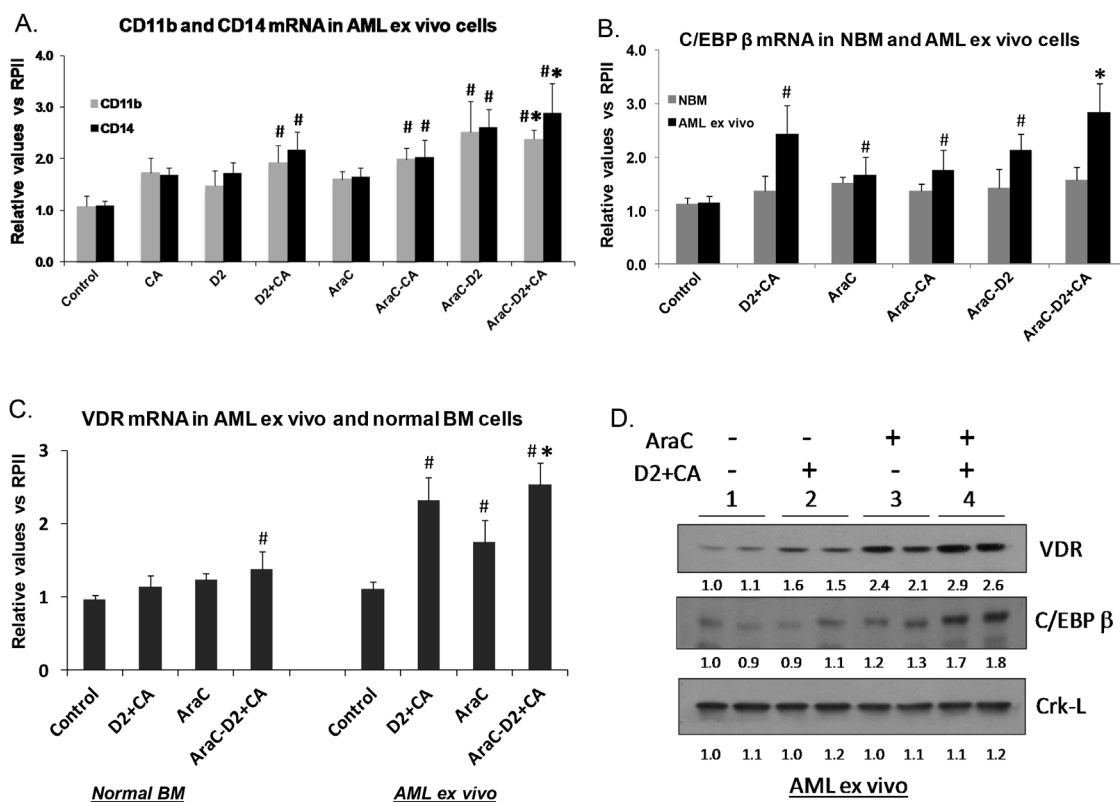 A.
CD11b and CD14 mRNA in AML ex vivo cells
Relative values vs RPII
4.0
3.0
2.0
1.0
0.0
CD11b
CD14
# #
# #
# #
#* #*
Control
CA
D2
D2+CA
AraC
AraC-CA
AraC-D2
AraC-D2+CA
B.
C/EBP β mRNA in NBM and AML ex vivo cells
Relative values vs RPII
4.0
3.0
2.0
1.0
0.0
NBM
AML ex vivo
#
#
#
#
*
Control
D2+CA
AraC
AraC-CA
AraC-D2
AraC-D2+CA
C.
VDR mRNA in AML ex vivo and normal BM cells
Relative values vs RPII
3
2
1
0
#
#
#
#*
Control
D2+CA
AraC
AraC-D2+CA
Control
D2+CA
AraC
AraC-D2+CA
Normal BM
AML ex vivo
D.
AraC - - + +
D2+CA - + - +
1 2 3 4
VDR
1.0 1.1 1.6 1.5 2.4 2.1 2.9 2.6
C/EBP β
1.0 0.9 0.9 1.1 1.2 1.3 1.7 1.8
Crk-L
1.0 1.1 1.0 1.2 1.0 1.1 1.1 1.2
AML ex vivo